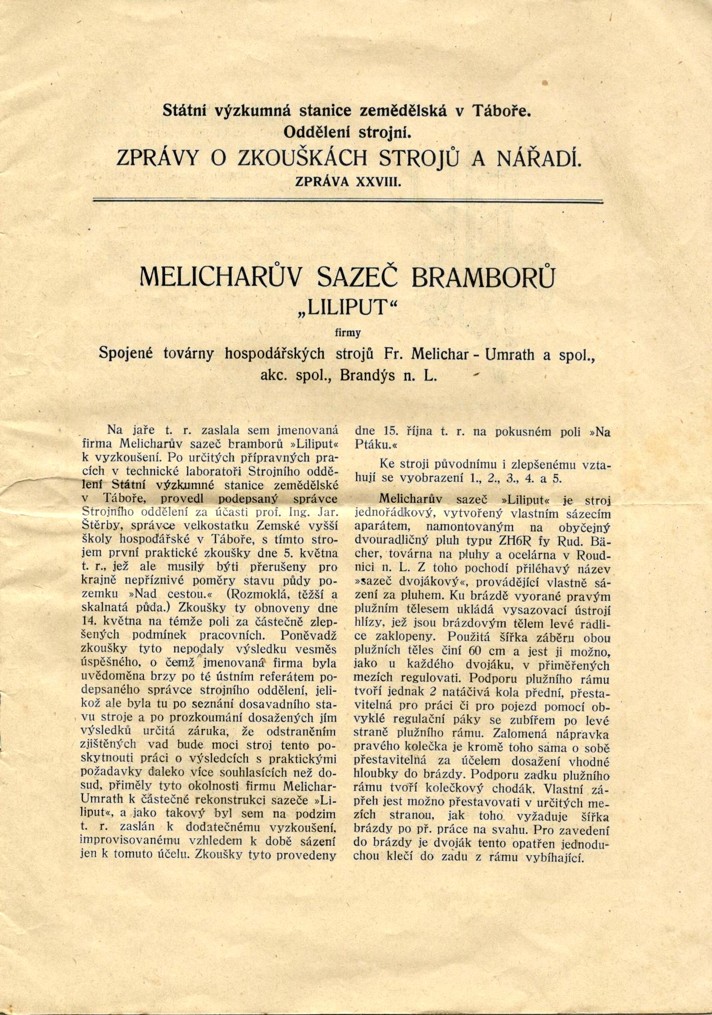 Státní výzkumná stanice zemědělská v Táboře.
Oddělení strojní.
ZPRÁVY O ZKOUŠKÁCH STROJŮ A NÁŘADÍ.
ZPRÁVA XXVIII.
MELICHARŮV SAZEČ BRAMBORŮ
„LILIPUT“
firmy
Spojené továrny hospodářských strojů Fr. Melichar - Umrath a spol.,
akc. spol., Brandýs n. L.
Na jaře t. r. zaslala sem jmenovaná
firma Melicharův sazeč bramborů »Liliput«
k vyzkoušení. Po určitých přípravných pra-
cích v technické laboratoři Strojního oddě-
lení Státní výzkumné stanice zemědělské
v Táboře, provedl podepsaný správce
Strojního oddělení za účasti prof. Ing. Jar.
Štěrby, správce velkostatku Zemské vyšší
školy hospodářské v Táboře, s tímto stro-
jem první praktické zkoušky dne 5. května
t. r., jež ale musily býti přerušeny pro
krajně nepříznivé poměry stavu půdy po-
zemku »Nad cestou.« (Rozmoklá, těžší a
skalnatá půda.) Zkoušky ty obnoveny dne
14. května na témže poli za částečně zlep-
šených podmínek pracovních. Poněvadž
zkoušky tyto nepodaly výsledku vesměs
úspěšného, o čemž jmenovaná firma byla
uvědoměna brzy po té ústním referátem po-
depsaného správce strojního oddělení, jeli-
kož ale byla tu po seznání dosavadního sta-
vu stroje a po prozkoumání dosažených jím
výsledků určitá záruka, že odstraněním
zjištěných vad bude moci stroj tento po-
skytnouti práci o výsledcích s praktickými
požadavky daleko více souhlasících než do-
sud, přiměly tyto okolnosti firmu Melichar-
Umrath k částečné rekonstrukci sazeče »Li-
liput«, a jako takový byl sem na podzim
t. r. zaslán k dodatečnému vyzkoušení,
improvisovanému vzhledem k době sázení
jen k tomuto účelu. Zkoušky tyto provedeny
dne 15. října t. r. na pokusném poli »Na
Ptáku.«
Ke stroji původnímu i zlepšenému vzta-
hují se vyobrazení 1., 2., 3., 4. a 5.
Melicharův sazeč »Liliput« je stroj
jednořádkový, vytvořený vlastním sázecím
aparátem, namontovaným na obyčejný
dvouradličný pluh typu ZH6R fy Rud. Bä-
cher, továrna na pluhy a ocelárna v Roud-
nici n. L. Z toho pochodí příléhavý název
»sazeč dvojákový«, provádějící vlastně sá-
zení za pluhem. Ku brázdě vyorané pravým
plužním tělesem ukládá vysazovací ústrojí
hlízy, jež jsou brázdovým tělem levé rádli-
ce zaklopeny. Použitá šířka záběru obou
plužních těles činí 60 cm a jest ji možno,
jako u každého dvojáku, v přiměřených
mezích regulovati. Podporu plužního rámu
tvoří jednak 2 natáčivá kola přední, přesta-
vitelná pro práci či pro pojezd pomocí ob-
vyklé regulační páky se zubířem po levé
straně plužního rámu. Zalomená nápravka
pravého kolečka je kromě toho sama o sobě
přestavitelná za účelem dosažení vhodné
hloubky do brázdy. Podporu zadku plužního
rámu tvoří kolečkový chodák. Vlastní zá-
přeh jest možno přestavovati v určitých me-
zích stranou, jak toho vyžaduje šířka
brázdy po př. práce na svahu. Pro zavedení
do brázdy je dvoják tento opatřen jednodu-
chou klečí do zadu z rámu vybíhající.